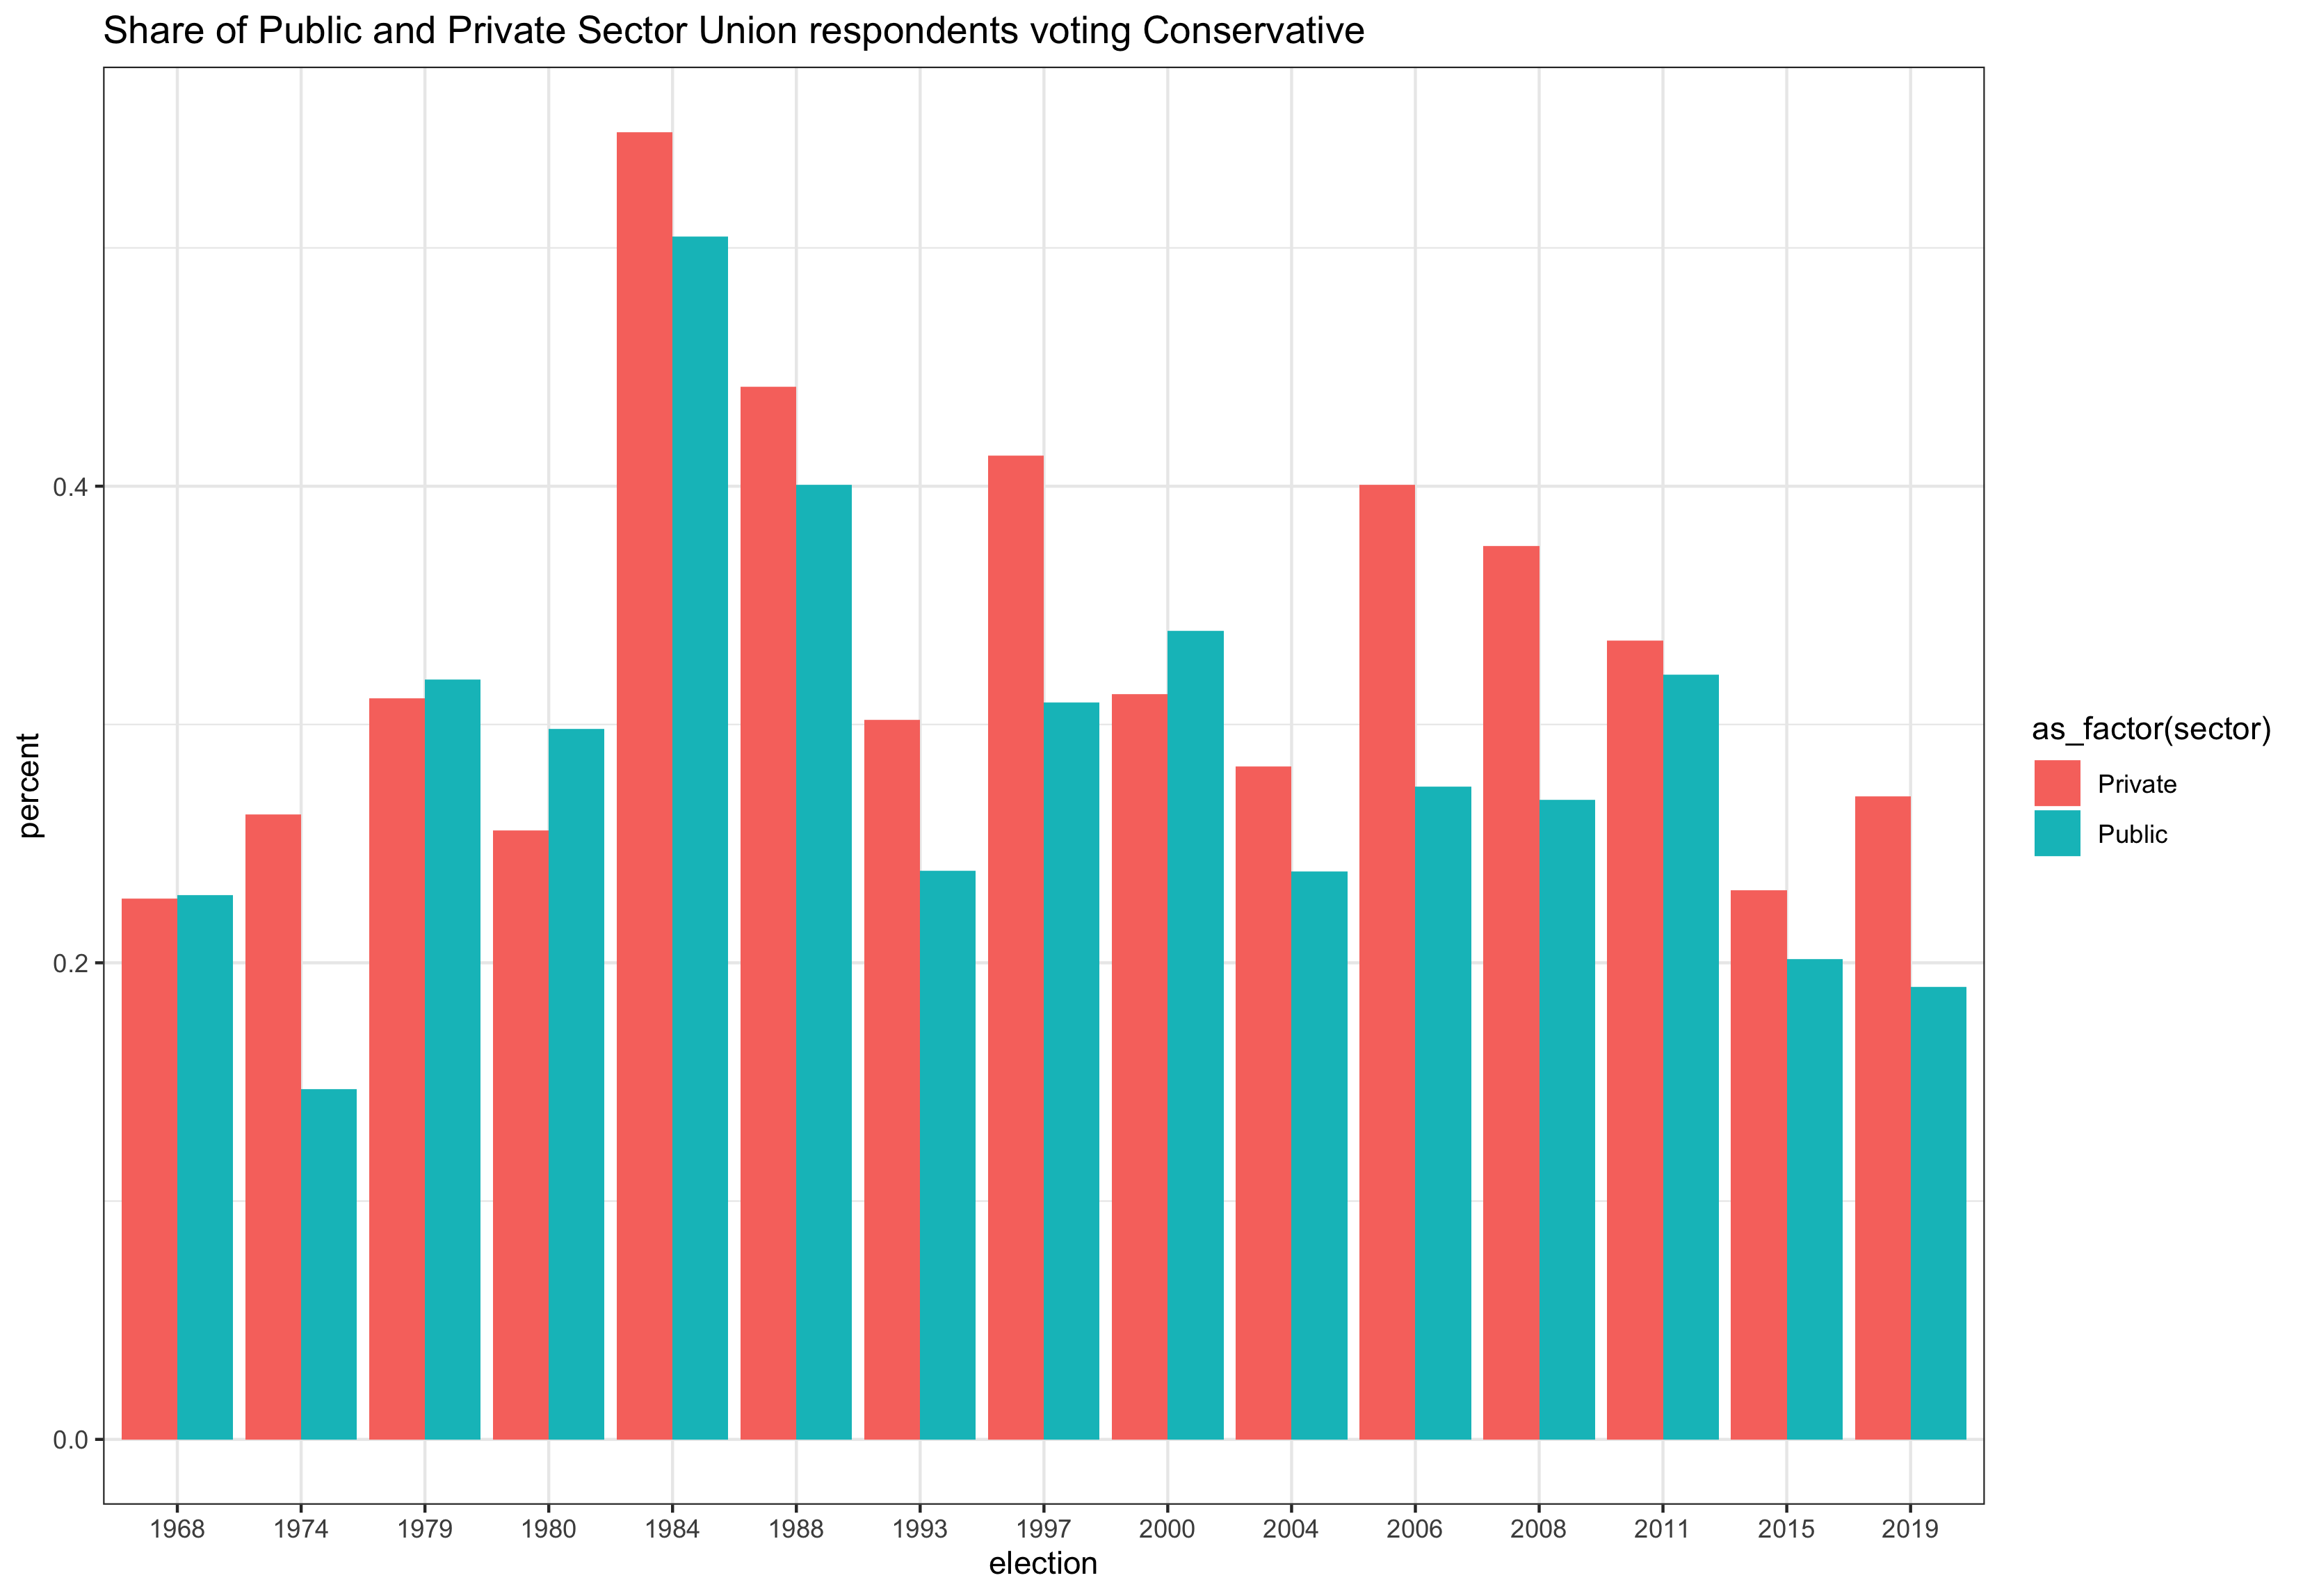 Share of Public and Private Sector Union respondents voting Conservative
percent
0.4
0.2
0.0
1968 1974 1979 1980 1984 1988 1993 1997 2000 2004 2006 2008 2011 2015 2019
election
as_factor(sector)
Private
Public